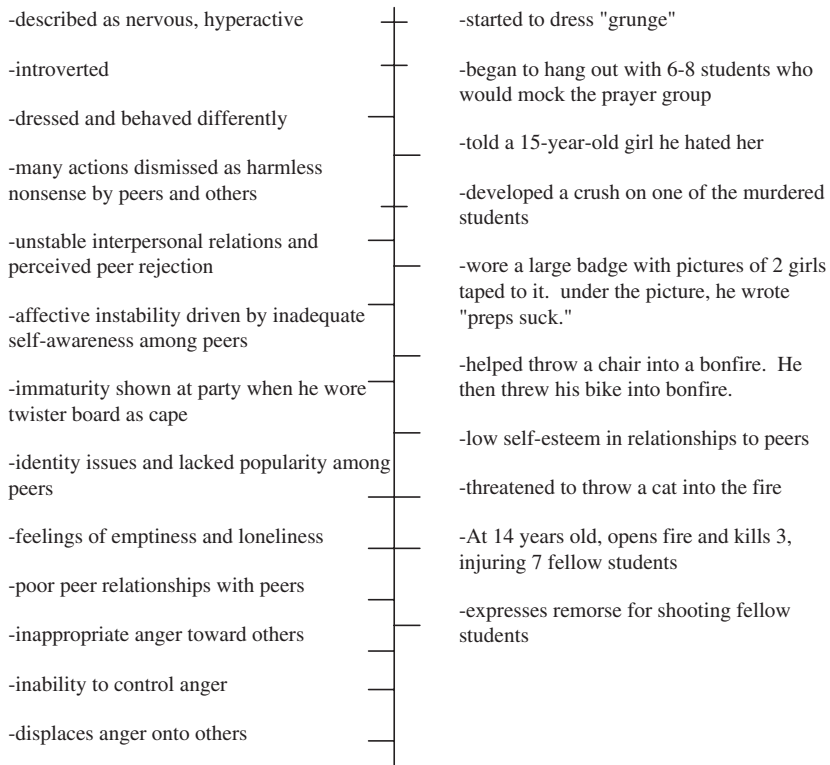 -described as nervous, hyperactive
-introverted
-dressed and behaved differently
-many actions dismissed as harmless
nonsense by peers and others
-unstable interpersonal relations and
perceived peer rejection
-affective instability driven by inadequate
self-awareness among peers
-immaturity shown at party when he wore
twister board as cape
-identity issues and lacked popularity among
peers
-feelings of emptiness and loneliness
-poor peer relationships with peers
-inappropriate anger toward others
-inability to control anger
-displaces anger onto others
-started to dress "grunge"
-began to hang out with 6-8 students who
would mock the prayer group
-told a 15-year-old girl he hated her
-developed a crush on one of the murdered
students
-wore a large badge with pictures of 2 girls
taped to it.  under the picture, he wrote
"preps suck."
-helped throw a chair into a bonfire.  He
then threw his bike into bonfire.
-low self-esteem in relationships to peers
-threatened to throw a cat into the fire
-At 14 years old, opens fire and kills 3,
injuring 7 fellow students
-expresses remorse for shooting fellow
students